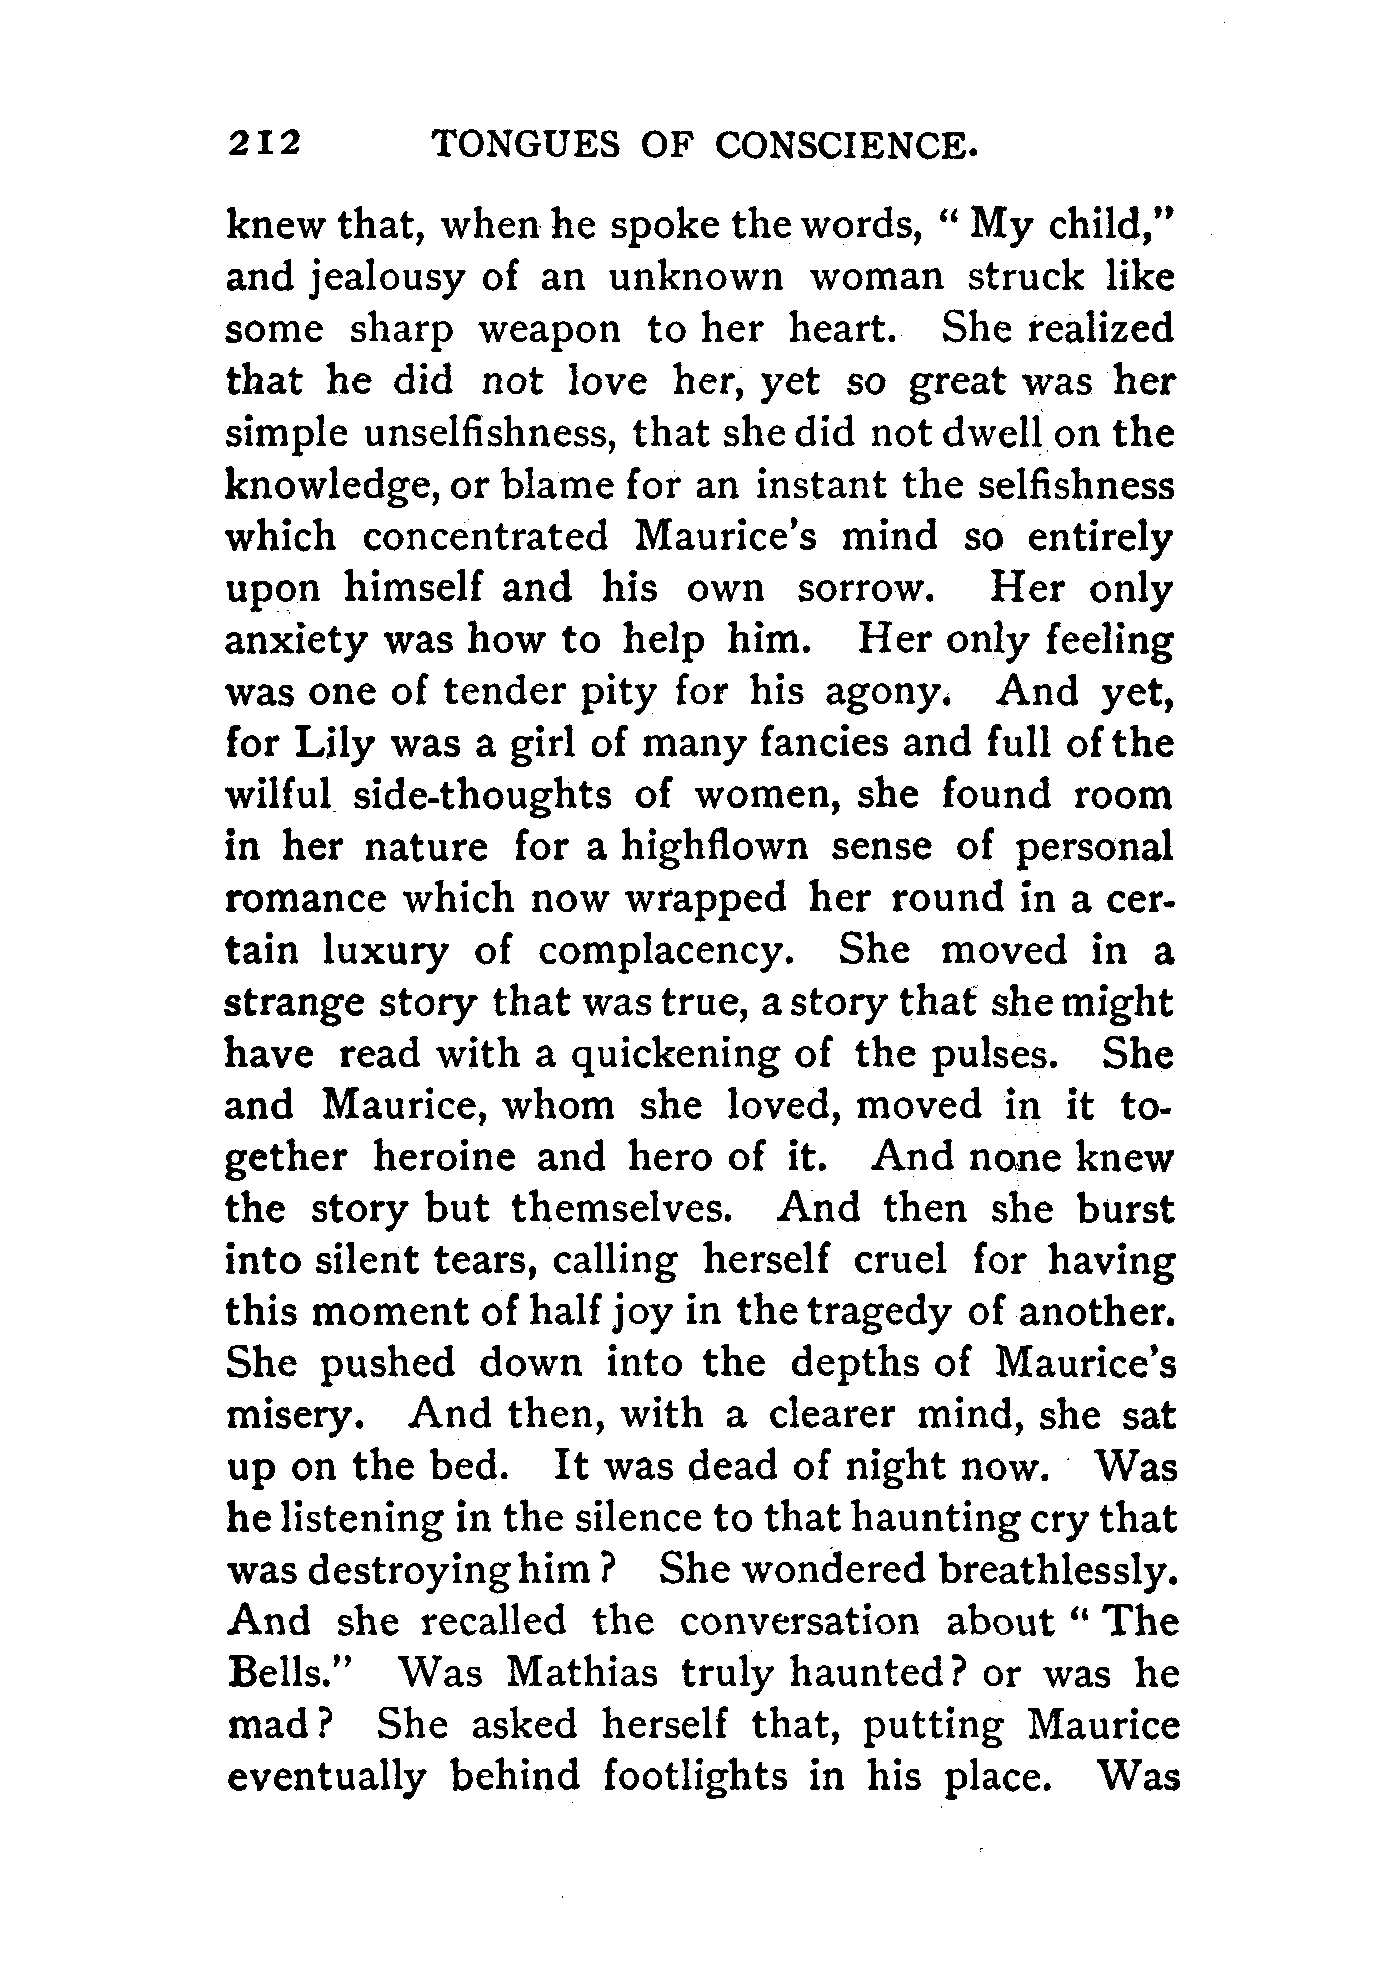 212 TONGUES OF CONSCIENCE.
knew that, when he spoke the words, “ My child,”
and jealousy of an unknown woman struck like
some sharp weapon to her heart. She realized
that he did not love her, yet so great was her
simple unselfishness, that she did not dwell on the
knowledge, or blame for an instant the selfishness
which concentrated Maurice’s mind so entirely
upon himself and his own sorrow. Her only
anxiety was how to help him. Her only feeling
was one of tender pity for his agony. And yet,
for Lily was a girl of many fancies and full of the
wilful side-thoughts of women, she found room
in her nature for a highflown sense of personal
romance which now wrapped her round in a cer-
tain luxury of complacency. She moved in a
strange story that was true, a story that she might
have read with a quickening of the pulses. She
and Maurice, whom she loved, moved in it to-
gether heroine and hero of it. And none knew
the story but themselves. And then she burst
into silent tears, calling herself cruel for having
this moment of half joy in the tragedy of another.
She pushed down into the depths of Maurice’s
misery. And then, with a clearer mind, she sat
up on the bed. It was dead of night now. Was
he listening in the silence to that haunting cry that
was destroying him ? She wondered breathlessly.
And she recalled the conversation about “ The
Bells.” Was Mathias truly haunted ? or was he
mad ? She asked herself that, putting Maurice
eventually behind footlights in his place. Was